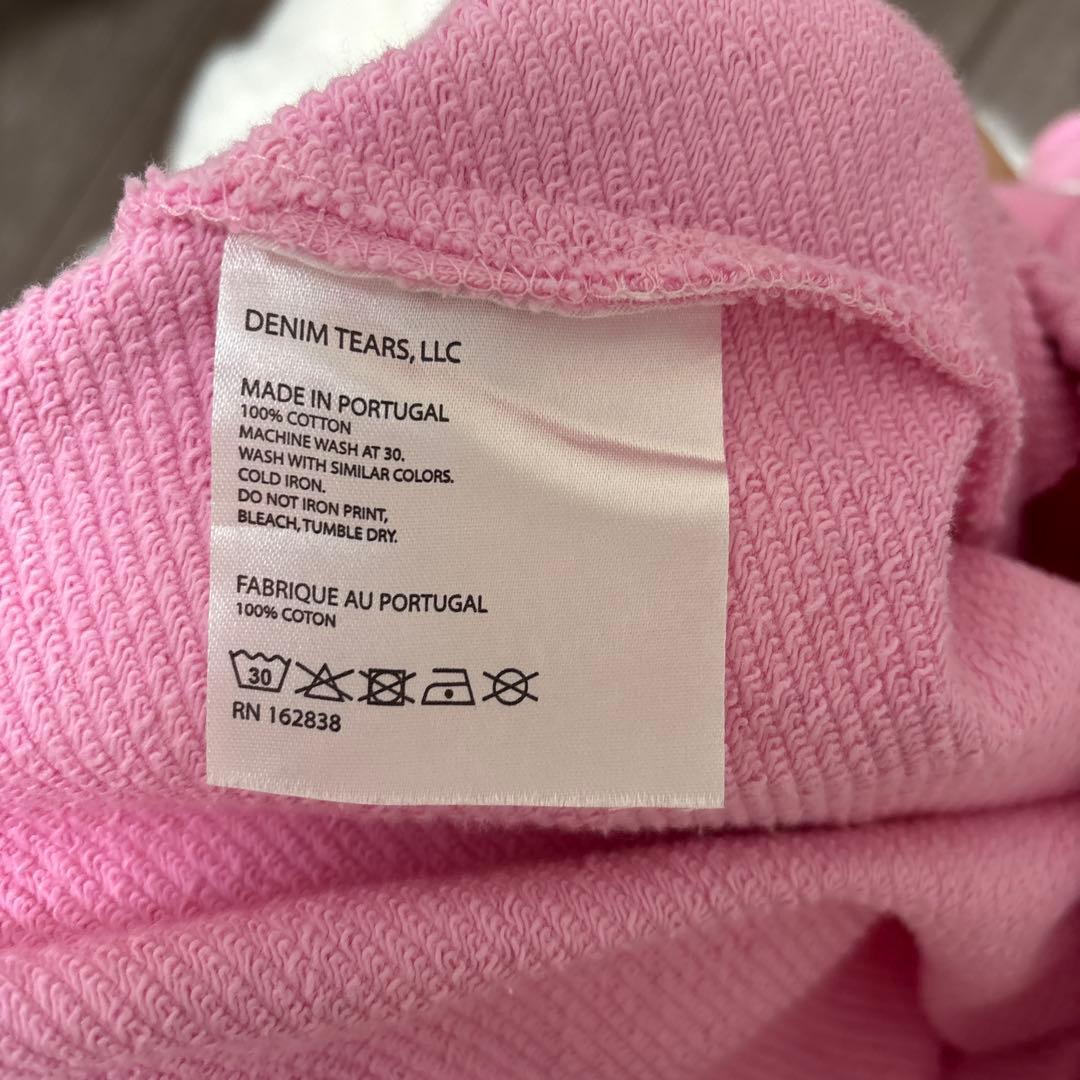 DENIM TEARS, LLC
MADE IN PORTUGAL
100% COTTON
MACHINE WASH AT 30.
WASH WITH SIMILAR COLORS.
COLD IRON.
DO NOT IRON PRINT,
BLEACH, TUMBLE DRY.
FABRIQUE AU PORTUGAL
100% COTON
30
RN 162838